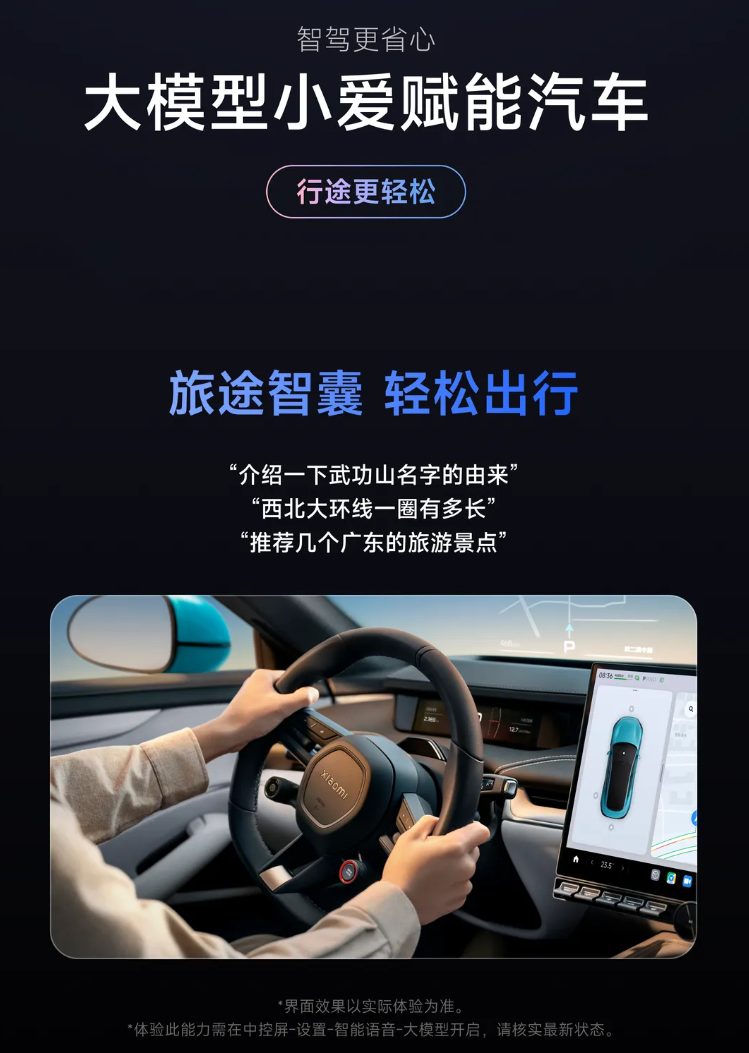 智驾更省心
大模型小爱赋能汽车
行途更轻松
旅途智囊 轻松出行
“介绍一下武功山名字的由来”
“西北大环线一圈有多长”
“推荐几个广东的旅游景点”
P
08:36
xiaomi
23.5
*界面效果以实际体验为准。
*体验此能力需在中控屏-设置-智能语音-大模型开启，请核实最新状态。